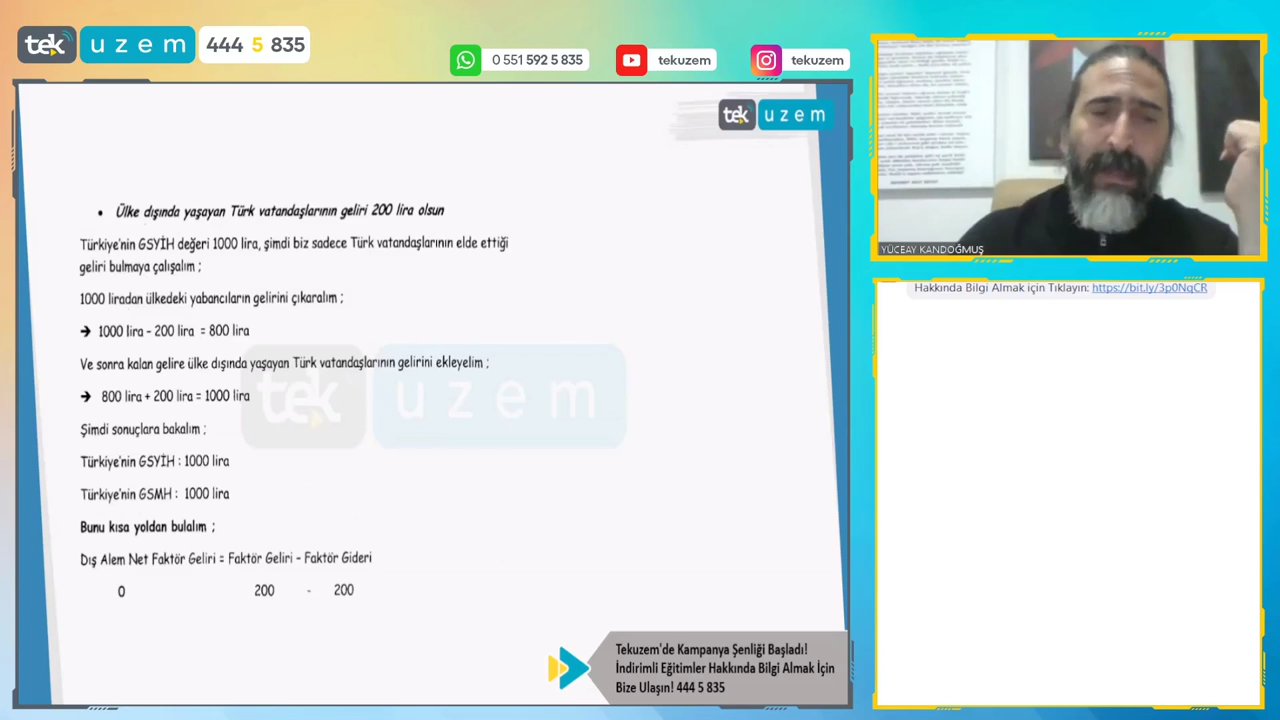 tek uzem 444 5 835
0 551 592 5 835
tekuzem
tekuzem
tek uzem
• Ülke dışında yaşayan Türk vatandaşlarının geliri 200 lira olsun
Türkiye'nin GSYİH değeri 1000 lira, şimdi biz sadece Türk vatandaşlarının elde ettiği
geliri bulmaya çalışalım ;
1000 liradan ülkedeki yabancıların gelirini çıkaralım ;
➔ 1000 lira – 200 lira = 800 lira
Ve sonra kalan gelire ülke dışında yaşayan Türk vatandaşlarının gelirini ekleyelim ;
➔ 800 lira + 200 lira = 1000 lira
tek uzem
Şimdi sonuçlara bakalım ;
Türkiye'nin GSYİH : 1000 lira
Türkiye'nin GSMH : 1000 lira
Bunu kısa yoldan bulalım ;
Dış Alem Net Faktör Geliri = Faktör Geliri – Faktör Gideri
0 200 - 200
Tekuzem'de Kampanya Şenliği Başladı!
İndirimli Eğitimler Hakkında Bilgi Almak İçin
Bize Ulaşın! 444 5 835
YÜCEAY KANDOĞMUŞ
Hakkında Bilgi Almak için Tıklayın: https://bit.ly/3p0NqCR